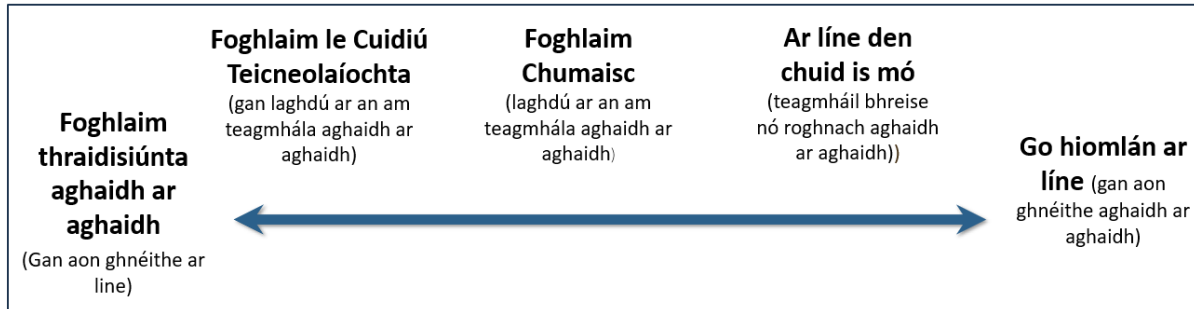 Foghlaim
thraidisiúnta
aghaidh ar
aghaidh
(Gan aon ghnéithe ar
line)
Foghlaim le Cuidiú
Teicneolaíochta
(gan laghdú ar an am
teagmhála aghaidh ar
aghaidh)
Foghlaim
Chumaisc
(laghdú ar an am
teagmhála aghaidh ar
aghaidh)
Ar líne den
chuid is mó
(teagmháil bhreise
nó roghnach aghaidh
ar aghaidh))
Go hiomlán ar
líne (gan aon
ghnéithe aghaidh ar
aghaidh)